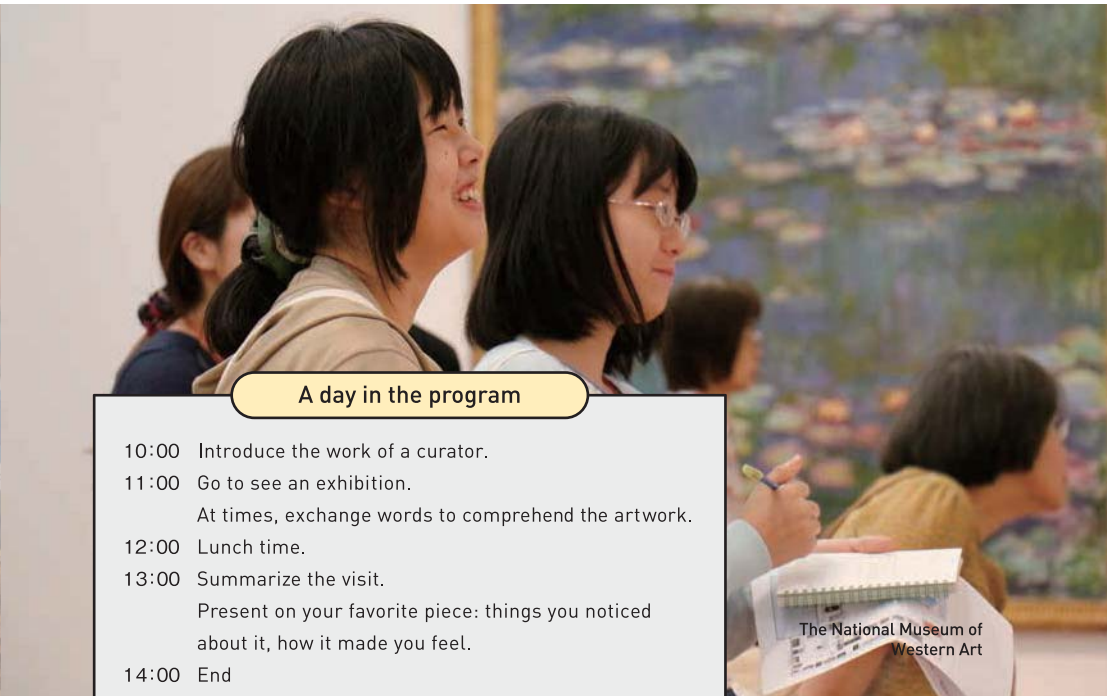 A day in the program
10:00 Introduce the work of a curator.
11:00 Go to see an exhibition.
At times, exchange words to comprehend the artwork.
12:00 Lunch time.
13:00 Summarize the visit.
Present on your favorite piece: things you noticed
about it, how it made you feel.
14:00 End
The National Museum of
Western Art